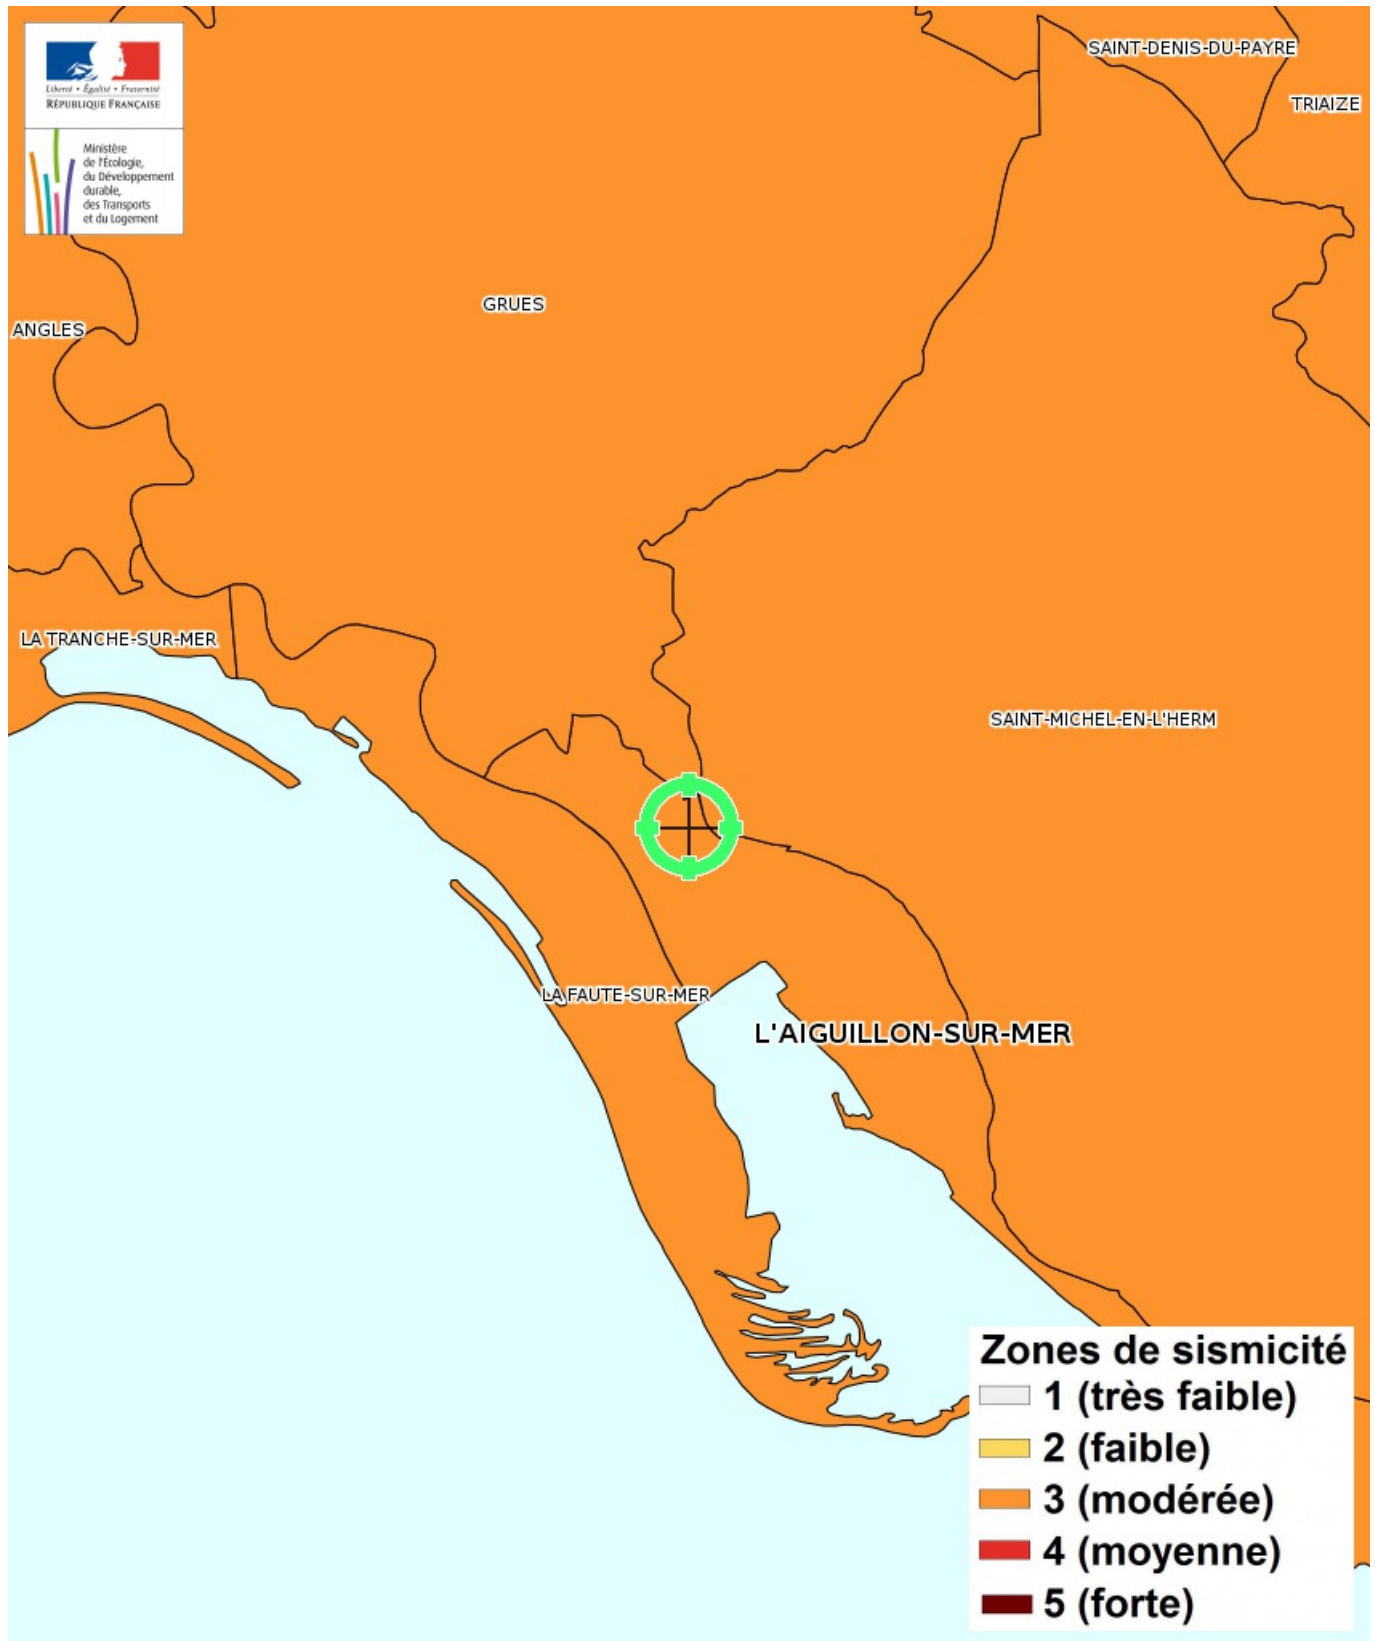 Liberté • Égalité • Fraternité
RÉPUBLIQUE FRANÇAISE
Ministère
de l'Écologie,
du Développement
durable,
des Transports
et du Logement
SAINT-DENIS-DU-PAYRE
TRIAIZE
GRUES
ANGLES
LA TRANCHE-SUR-MER
SAINT-MICHEL-EN-L'HERM
LA FAUTE-SUR-MER
L'AIGUILLON-SUR-MER
Zones de sismicité
1 (très faible)
2 (faible)
3 (modérée)
4 (moyenne)
5 (forte)